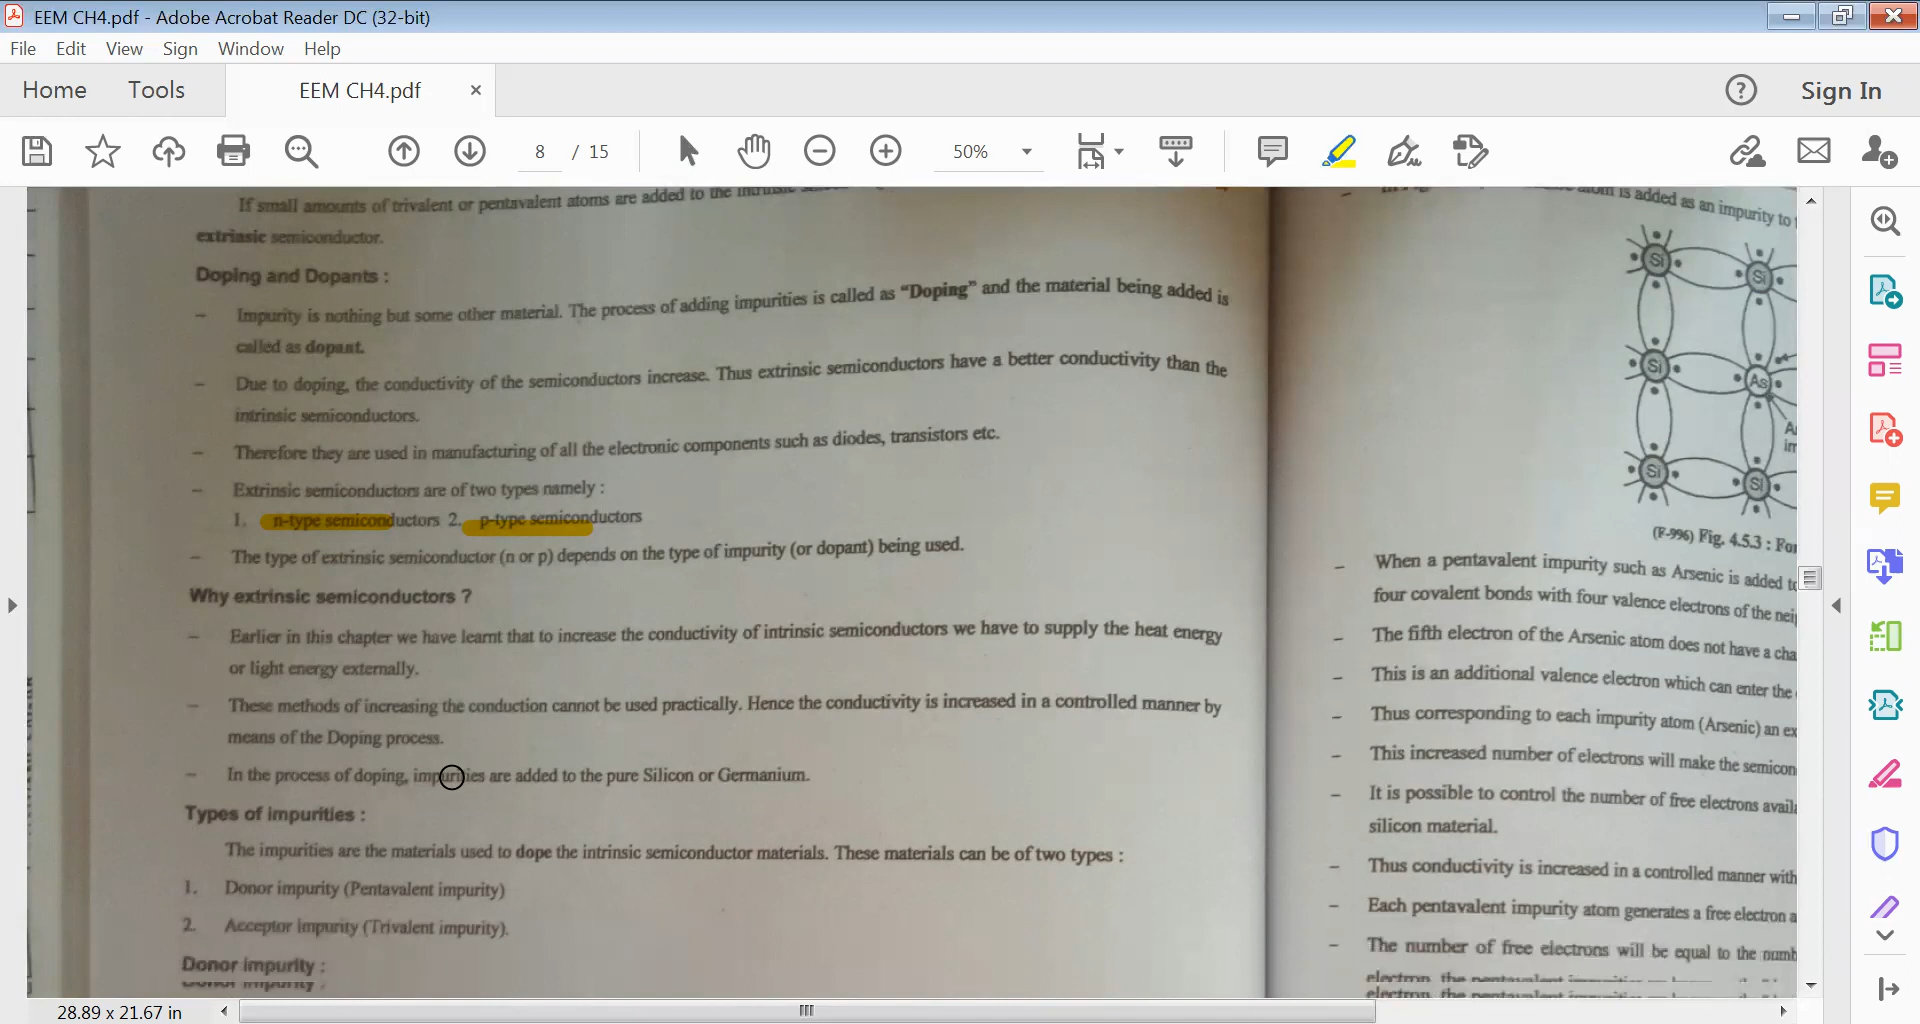 EEM CH4.pdf - Adobe Acrobat Reader DC (32-bit)
File Edit View Sign Window Help
Home Tools EEM CH4.pdf × Sign In
8 / 15 50%
If small amounts of trivalent or pentavalent atoms are added to the intrinsic
extrinsic semiconductor.
Doping and Dopants :
– Impurity is nothing but some other material. The process of adding impurities is called as “Doping” and the material being added is
called as dopant.
– Due to doping, the conductivity of the semiconductors increase. Thus extrinsic semiconductors have a better conductivity than the
intrinsic semiconductors.
– Therefore they are used in manufacturing of all the electronic components such as diodes, transistors etc.
– Extrinsic semiconductors are of two types namely :
1. n-type semiconductors 2. p-type semiconductors
– The type of extrinsic semiconductor (n or p) depends on the type of impurity (or dopant) being used.
Why extrinsic semiconductors ?
– Earlier in this chapter we have learnt that to increase the conductivity of intrinsic semiconductors we have to supply the heat energy
or light energy externally.
– These methods of increasing the conduction cannot be used practically. Hence the conductivity is increased in a controlled manner by
means of the Doping process.
– In the process of doping, impurities are added to the pure Silicon or Germanium.
Types of impurities :
The impurities are the materials used to dope the intrinsic semiconductor materials. These materials can be of two types :
1. Donor impurity (Pentavalent impurity)
2. Acceptor impurity (Trivalent impurity).
Donor impurity :
atom is added as an impurity to
Si Si
Si As
Si Si
(F-996) Fig. 4.5.3 :
– When a pentavalent impurity such as Arsenic is added
four covalent bonds with four valence electrons of the
– The fifth electron of the Arsenic atom does not have a
– This is an additional valence electron which can enter the
– Thus corresponding to each impurity atom (Arsenic) an
– This increased number of electrons will make the
– It is possible to control the number of free electrons
silicon material.
– Thus conductivity is increased in a controlled manner
– Each pentavalent impurity atom generates a free electron
– The number of free electrons will be equal to the
28.89 x 21.67 in